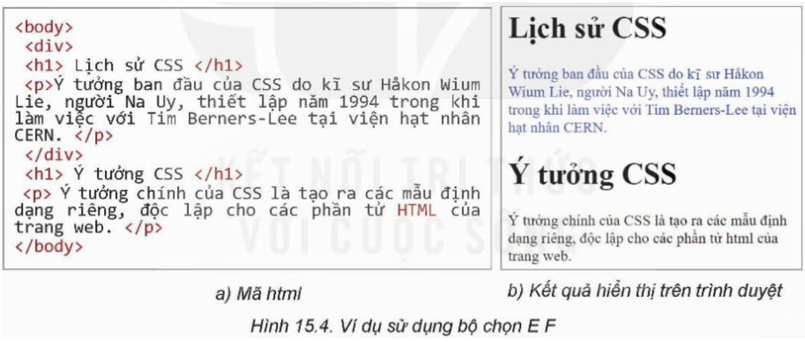 <body>
<div>
<h1> Lịch sử CSS </h1>
<p>Ý tưởng ban đầu của CSS do kĩ sư Håkon Wium
Lie, người Na Uy, thiết lập năm 1994 trong khi
làm việc với Tim Berners-Lee tại viện hạt nhân
CERN. </p>
</div>
<h1> Ý tưởng CSS </h1>
<p> Ý tưởng chính của CSS là tạo ra các mẫu định
dạng riêng, độc lập cho các phần tử HTML của
trang web. </p>
</body>
a) Mã html
Lịch sử CSS
Ý tưởng ban đầu của CSS do kĩ sư Håkon
Wium Lie, người Na Uy, thiết lập năm 1994
trong khi làm việc với Tim Berners-Lee tại viện
hạt nhân CERN.
Ý tưởng CSS
Ý tưởng chính của CSS là tạo ra các mẫu định
dạng riêng, độc lập cho các phần tử html của
trang web.
b) Kết quả hiển thị trên trình duyệt
Hình 15.4. Ví dụ sử dụng bộ chọn E F
KẾT NỐI TRI THỨC
VỚI CUỘC SỐNG